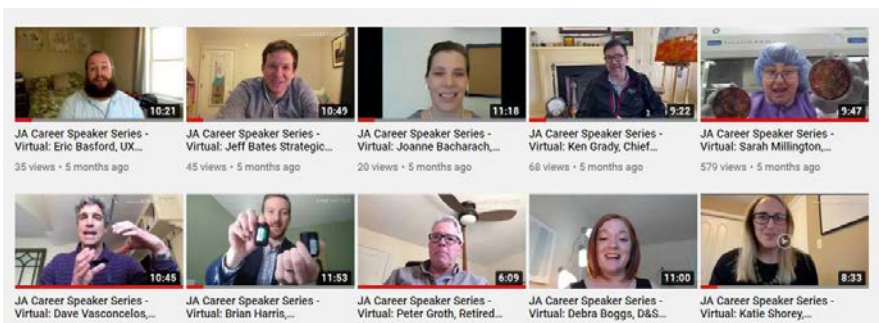 10:21
10:49
11:18
9:22
9:47
JA Career Speaker Series -
Virtual: Eric Basford, UX...
35 views • 5 months ago
JA Career Speaker Series -
Virtual: Jeff Bates Strategic...
45 views • 5 months ago
JA Career Speaker Series -
Virtual: Joanne Bacharach,...
20 views • 5 months ago
JA Career Speaker Series -
Virtual: Ken Grady, Chief...
68 views • 5 months ago
JA Career Speaker Series -
Virtual: Sarah Millington,...
579 views • 5 months ago
10:45
11:53
6:09
11:00
8:33
JA Career Speaker Series -
Virtual: Dave Vasconcelos,...
JA Career Speaker Series -
Virtual: Brian Harris,...
JA Career Speaker Series -
Virtual: Peter Groth, Retired...
JA Career Speaker Series -
Virtual: Debra Boggs, D&S...
JA Career Speaker Series -
Virtual: Katie Shorey,...